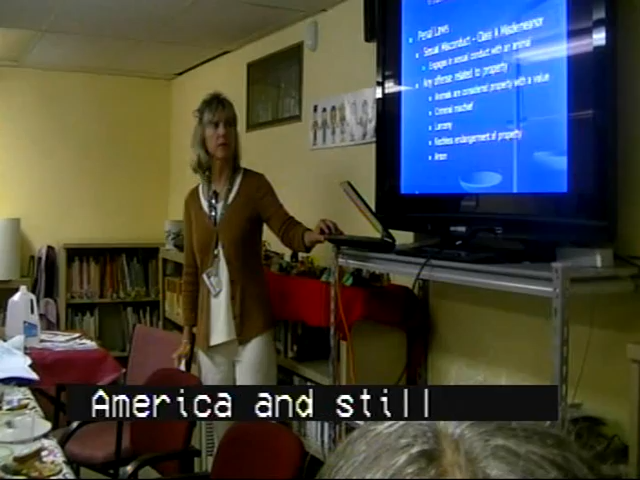 Penal Laws
Sexual Misconduct - Class A Misdemeanor
Engages in sexual conduct with an animal
Any offense related to property
Animals are considered property with a value
Criminal mischief
Larceny
Reckless endangerment of property
Arson
America and still